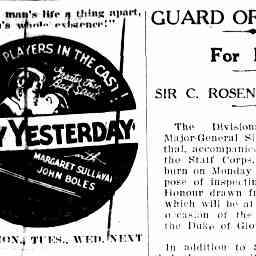 man's life a thing apart,
's whole existence!"
PLAYERS IN THE CAST!
Greater Than
Back Street
Y YESTERDAY
with
MARGARET SULLAVAN
JOHN BOLES
ION., TUES., WED. NEXT
GUARD OF
For
SIR C. ROSEN
The Division
Major-General Si
that, accompanied
the Staff Corps,
burn on Monday
pose of inspecting
Honour drawn f
which will be at
occasion of the
the Duke of Glo
In addition to S